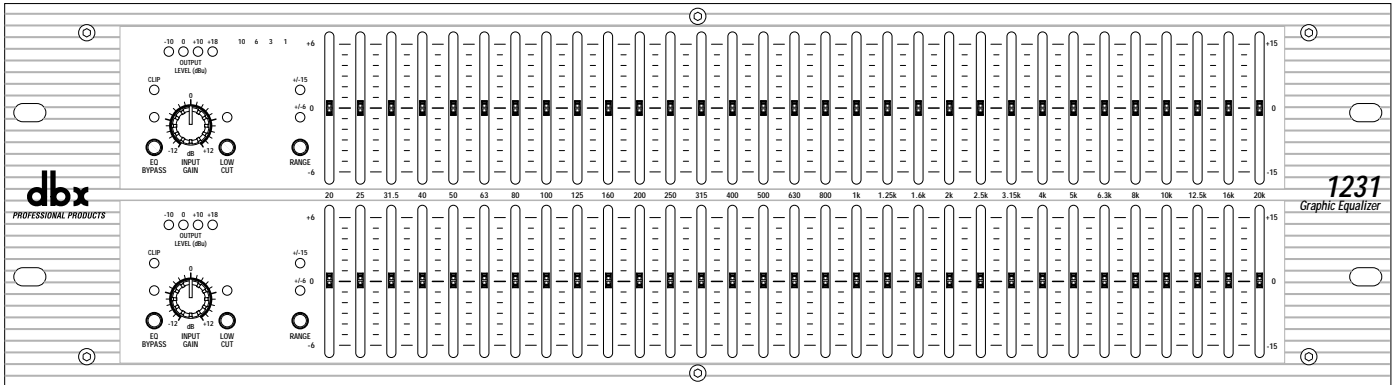 -10 0 +10 +18 10 6 3 1
OUTPUT
LEVEL (dBu)
CLIP
+/-15
+/-6
0
-12 dB +12
EQ BYPASS
INPUT GAIN
LOW CUT
RANGE
+6
0
-6
+15
0
-15
dbx
PROFESSIONAL PRODUCTS
20 25 31.5 40 50 63 80 100 125 160 200 250 315 400 500 630 800 1k 1.25k 1.6k 2k 2.5k 3.15k 4k 5k 6.3k 8k 10k 12.5k 16k 20k
1231
Graphic Equalizer
-10 0 +10 +18
OUTPUT
LEVEL (dBu)
CLIP
+/-15
+/-6
0
-12 dB +12
EQ BYPASS
INPUT GAIN
LOW CUT
RANGE
+6
0
-6
+15
0
-15